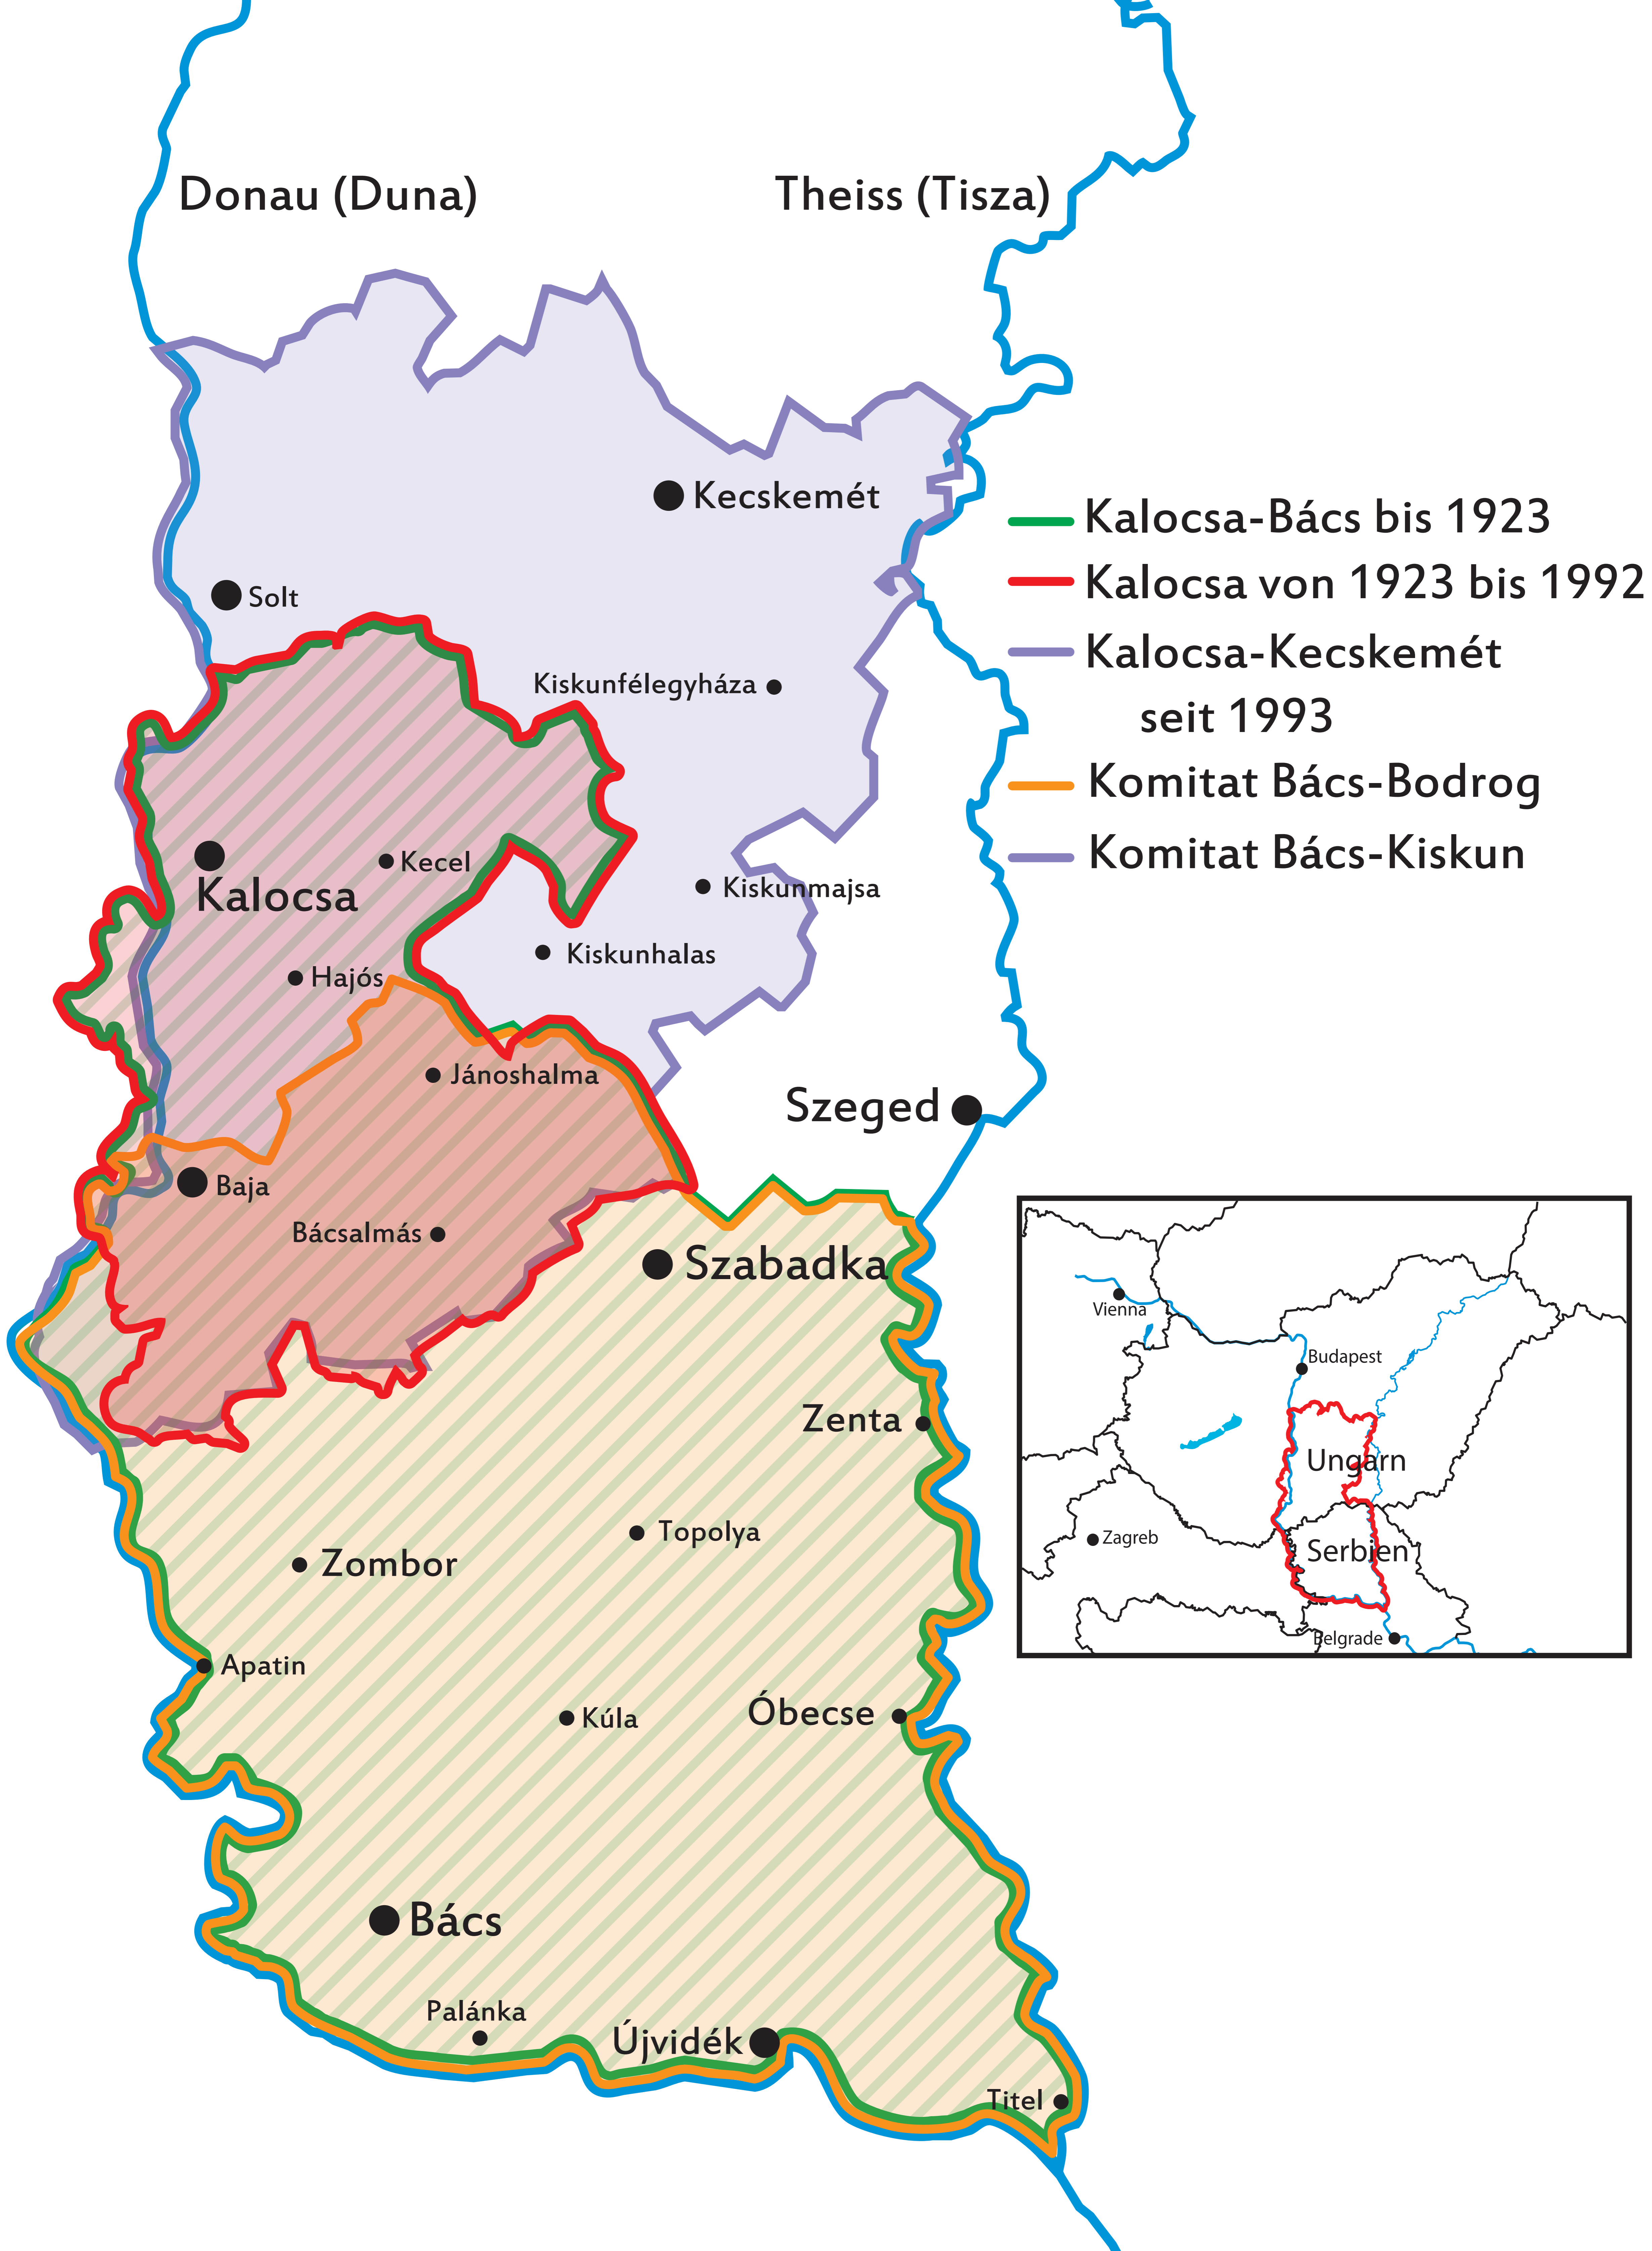 Donau (Duna)
Theiss (Tisza)
Kecskemét
Kalocsa-Bács bis 1923
Kalocsa von 1923 bis 1992
Kalocsa-Kecskemét
seit 1993
Komitat Bács-Bodrog
Komitat Bács-Kiskun
Solt
Kiskunfélegyháza
Kecel
Kalocsa
Kiskunmajsa
Kiskunhalas
Hajós
Jánoshalma
Szeged
Baja
Bácsalmás
Szabadka
Zenta
Topolya
Zombor
Apatin
Kúla
Óbecse
Bács
Palánka
Újvidék
Titel
Vienna
Budapest
Ungarn
Zagreb
Serbien
Belgrade